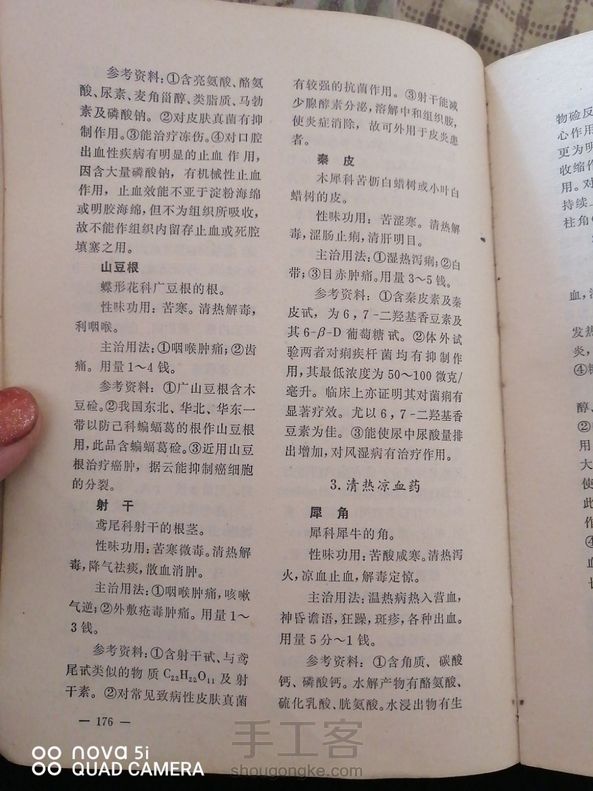 参考资料：①含亮氨酸、酪氨
酸、尿素、麦角甾醇、类脂质、马勃
素及磷酸钠。②对皮肤真菌有抑
制作用。③能治疗冻伤。④对口腔
出血性疾病有明显的止血作用，
因含大量磷酸钠，有机械性止血
作用，止血效能不亚于淀粉海绵
或明胶海绵，但不为组织所吸收，
故不能作组织内留存止血或死腔
填塞之用。
山豆根
蝶形花科广豆根的根。
性味功用：苦寒。清热解毒，
利咽喉。
主治用法：①咽喉肿痛；②齿
痛。用量1～4钱。
参考资料：①广山豆根含木
豆硷。②我国东北、华北、华东一
带以防己科蝙蝠葛的根作山豆根
用，此品含蝙蝠葛硷。③近用山豆
根治疗癌肿，据云能抑制癌细胞
的分裂。
射干
鸢尾科射干的根茎。
性味功用：苦寒微毒。清热解
毒，降气祛痰，散血消肿。
主治用法：①咽喉肿痛，咳嗽
气逆；②外敷疮毒肿痛。用量1～
3钱。
参考资料：①含射干甙、与鸢
尾甙类似的物质C₂₂H₂₂O₁₁及射
干素。②对常见致病性皮肤真菌
— 176 —
有较强的抗菌作用。③射干能减
少腺酵素分泌，溶解中和组织胺，
使炎症消除，故可外用于皮炎患
者。
秦皮
木犀科苦枥白蜡树或小叶白
蜡树的皮。
性味功用：苦涩寒。清热解
毒，涩肠止痢，清肝明目。
主治用法：①湿热泻痢；②白
带；③目赤肿痛。用量3～5钱。
参考资料：①含秦皮素及秦
皮甙，为6，7-二羟基香豆素及
其6-β-D葡萄糖甙。②体外试
验两者对痢疾杆菌均有抑制作
用，其最低浓度为50～100微克/
毫升。临床上亦证明其对菌痢有
显著疗效。尤以6，7-二羟基香
豆素为佳。③能使尿中尿酸量排
出增加，对风湿病有治疗作用。
3．清热凉血药
犀角
犀科犀牛的角。
性味功用：苦酸咸寒。清热泻
火，凉血止血，解毒定惊。
主治用法：温热病热入营血，
神昏谵语，狂躁，斑疹，各种出血。
用量5分～1钱。
参考资料：①含角质、碳酸
钙、磷酸钙。水解产物有酪氨酸、
硫化乳酸、胱氨酸。水浸出物有生
物硷反
心作用
更为明
收缩作
用。对
持续上
柱角
血，
发热
炎，
④
醇、
②
大
使
此
④
nova 5i
QUAD CAMERA
手工客
shougongke.com